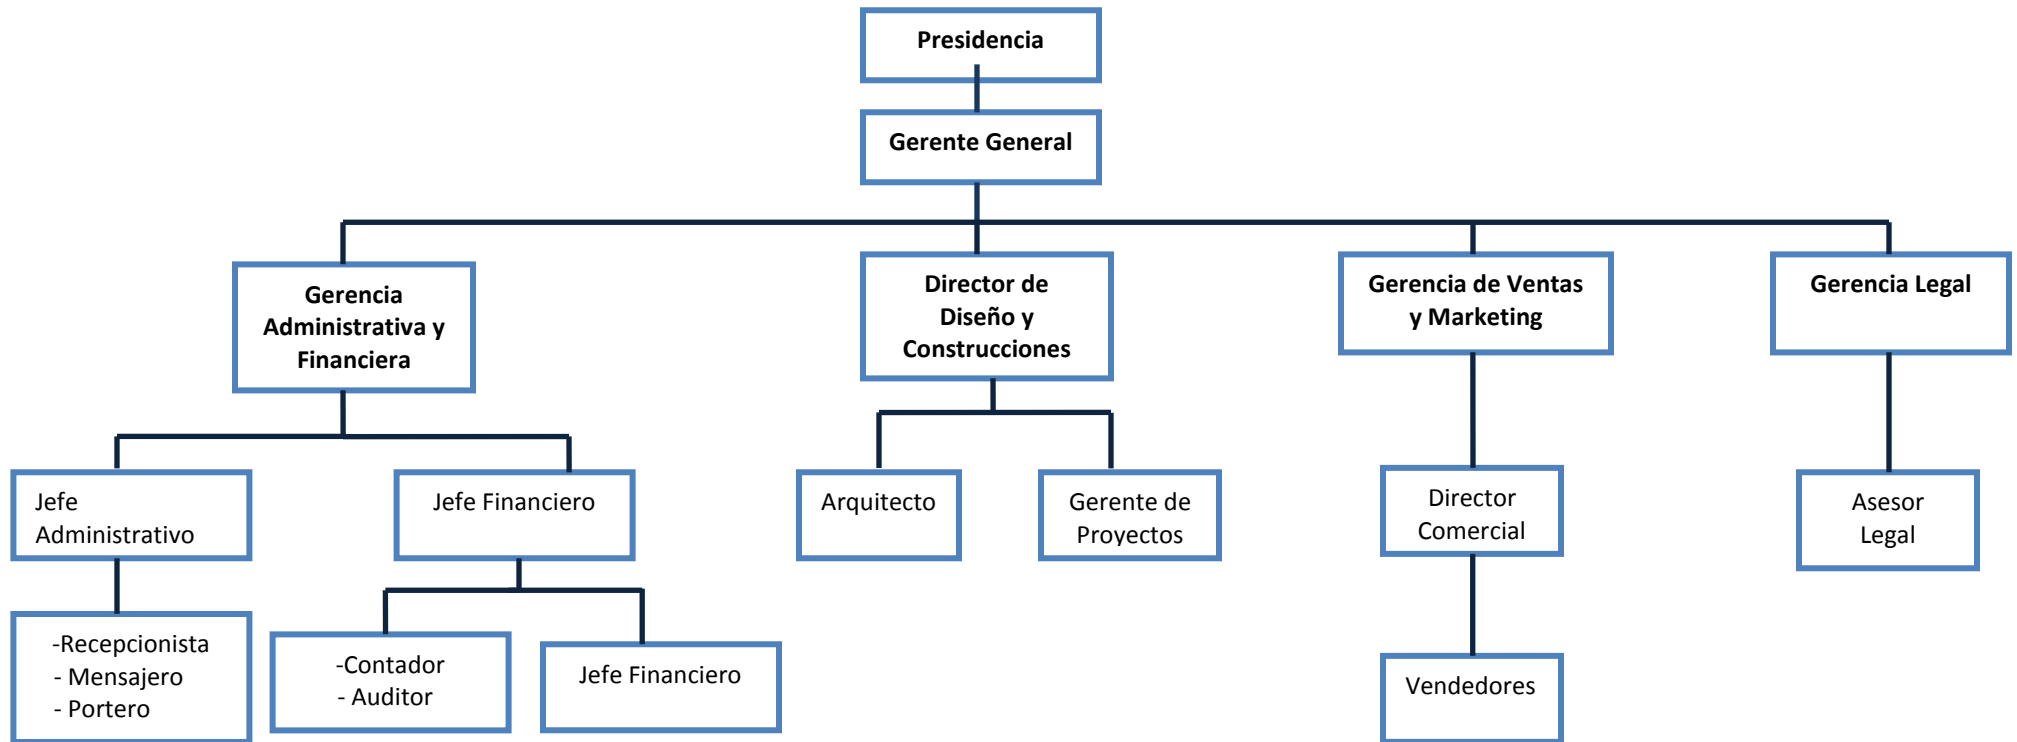 Presidencia
Gerente General
Gerencia
Administrativa y
Financiera
Director de
Diseño y
Construcciones
Gerencia de Ventas
y Marketing
Gerencia Legal
Jefe
Administrativo
Jefe Financiero
Arquitecto
Gerente de
Proyectos
Director
Comercial
Asesor
Legal
-Recepcionista
- Mensajero
- Portero
-Contador
- Auditor
Jefe Financiero
Vendedores